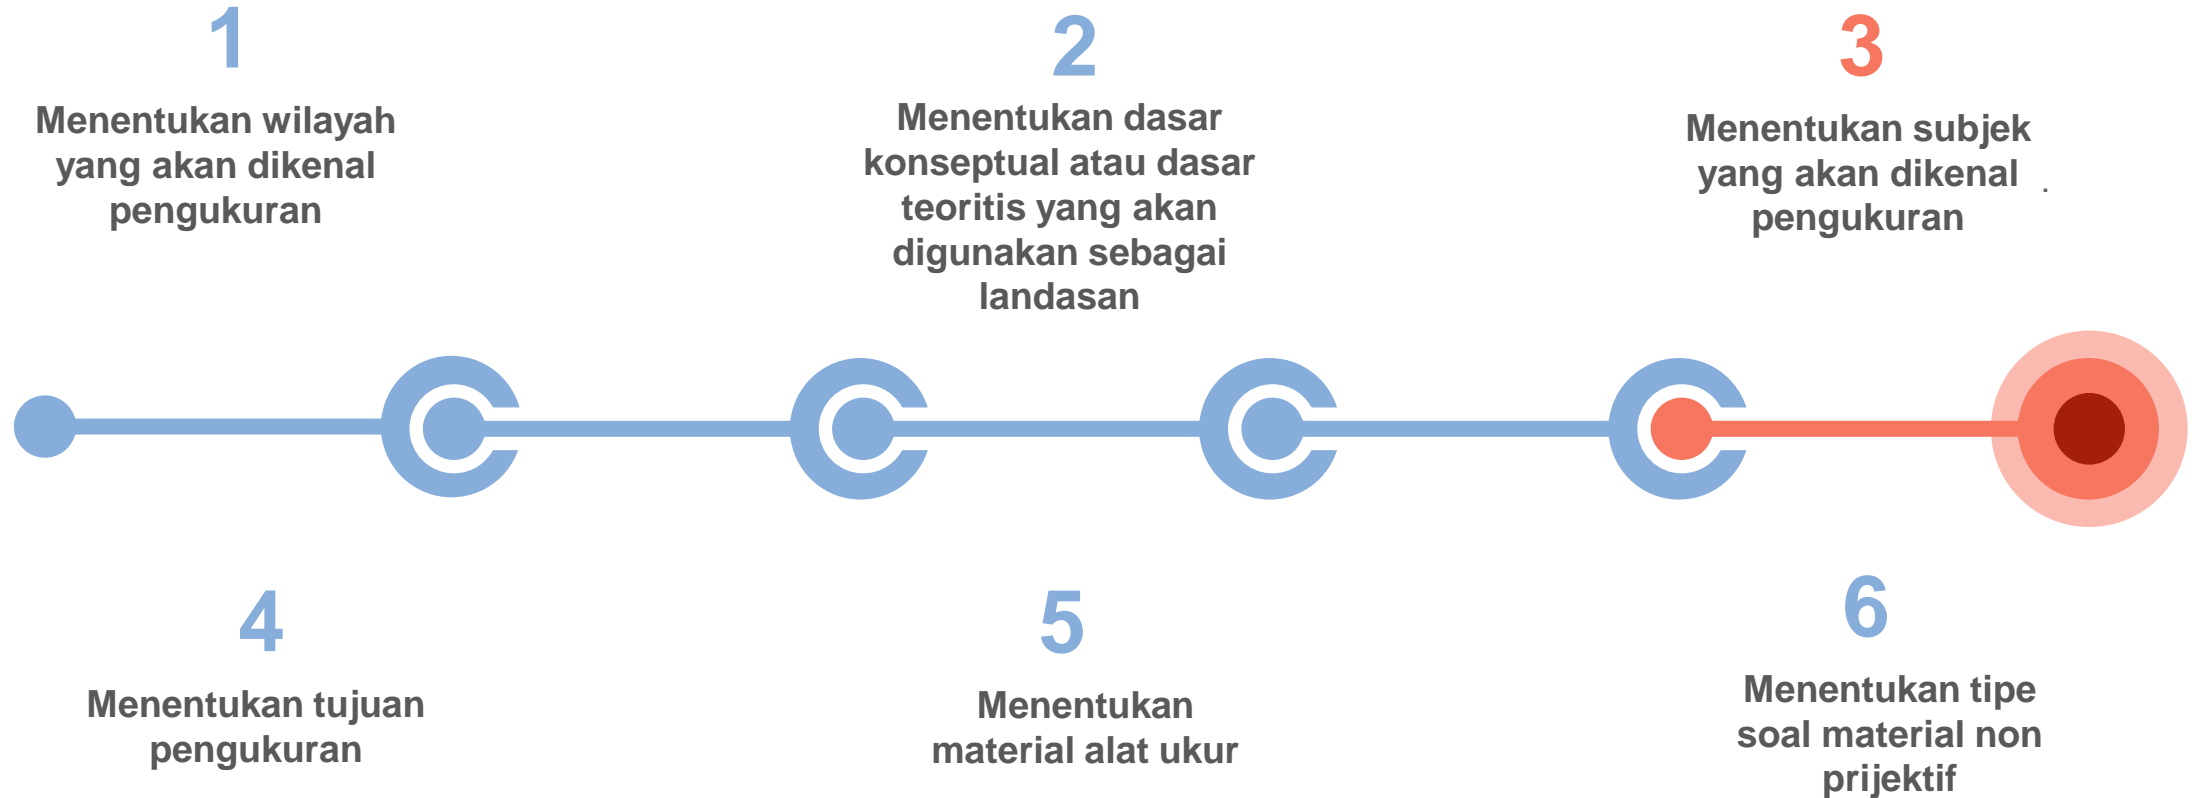 1
Menentukan wilayah
yang akan dikenal
pengukuran
2
Menentukan dasar
konseptual atau dasar
teoritis yang akan
digunakan sebagai
landasan
3
Menentukan subjek
yang akan dikenal .
pengukuran
4
Menentukan tujuan
pengukuran
5
Menentukan
material alat ukur
6
Menentukan tipe
soal material non
prijektif